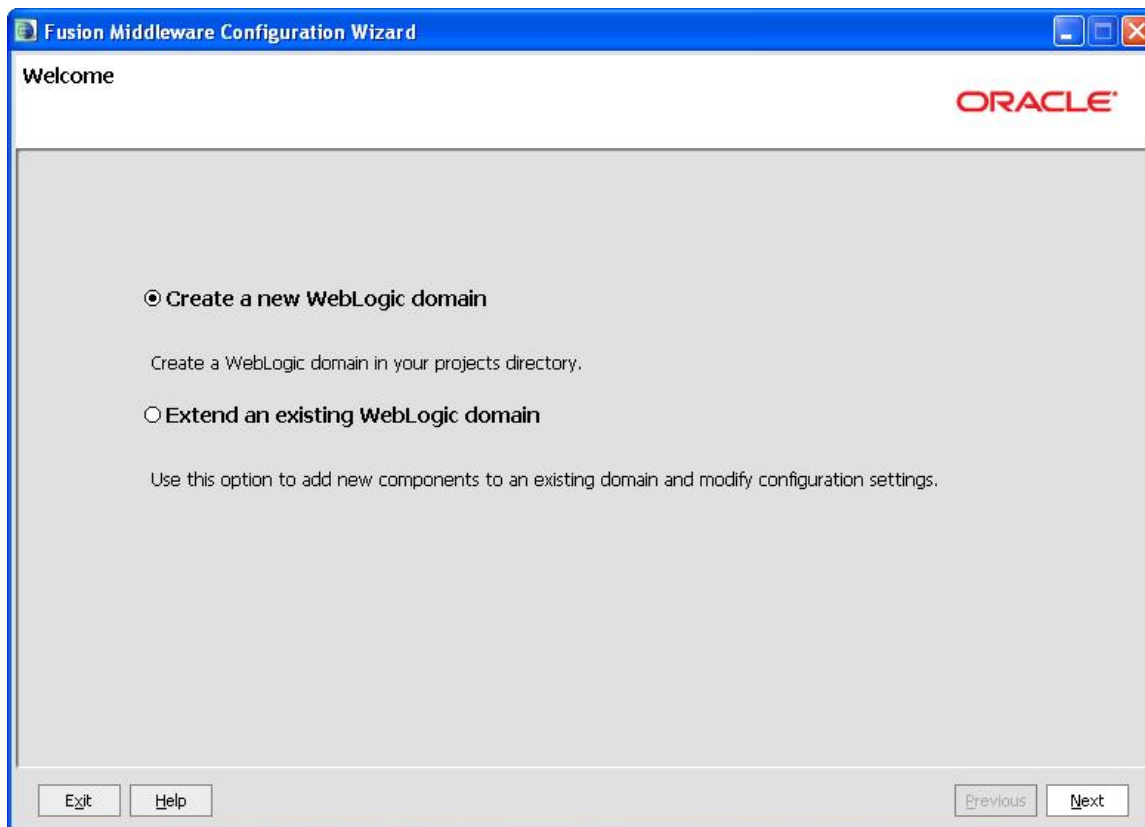 Fusion Middleware Configuration Wizard
Welcome
ORACLE
Create a new WebLogic domain
Create a WebLogic domain in your projects directory.
Extend an existing WebLogic domain
Use this option to add new components to an existing domain and modify configuration settings.
Exit Help Previous Next